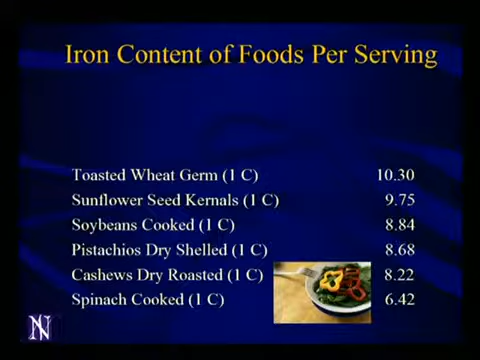 Iron Content of Foods Per Serving
Toasted Wheat Germ (1 C) 10.30
Sunflower Seed Kernals (1 C) 9.75
Soybeans Cooked (1 C) 8.84
Pistachios Dry Shelled (1 C) 8.68
Cashews Dry Roasted (1 C) 8.22
Spinach Cooked (1 C) 6.42
N